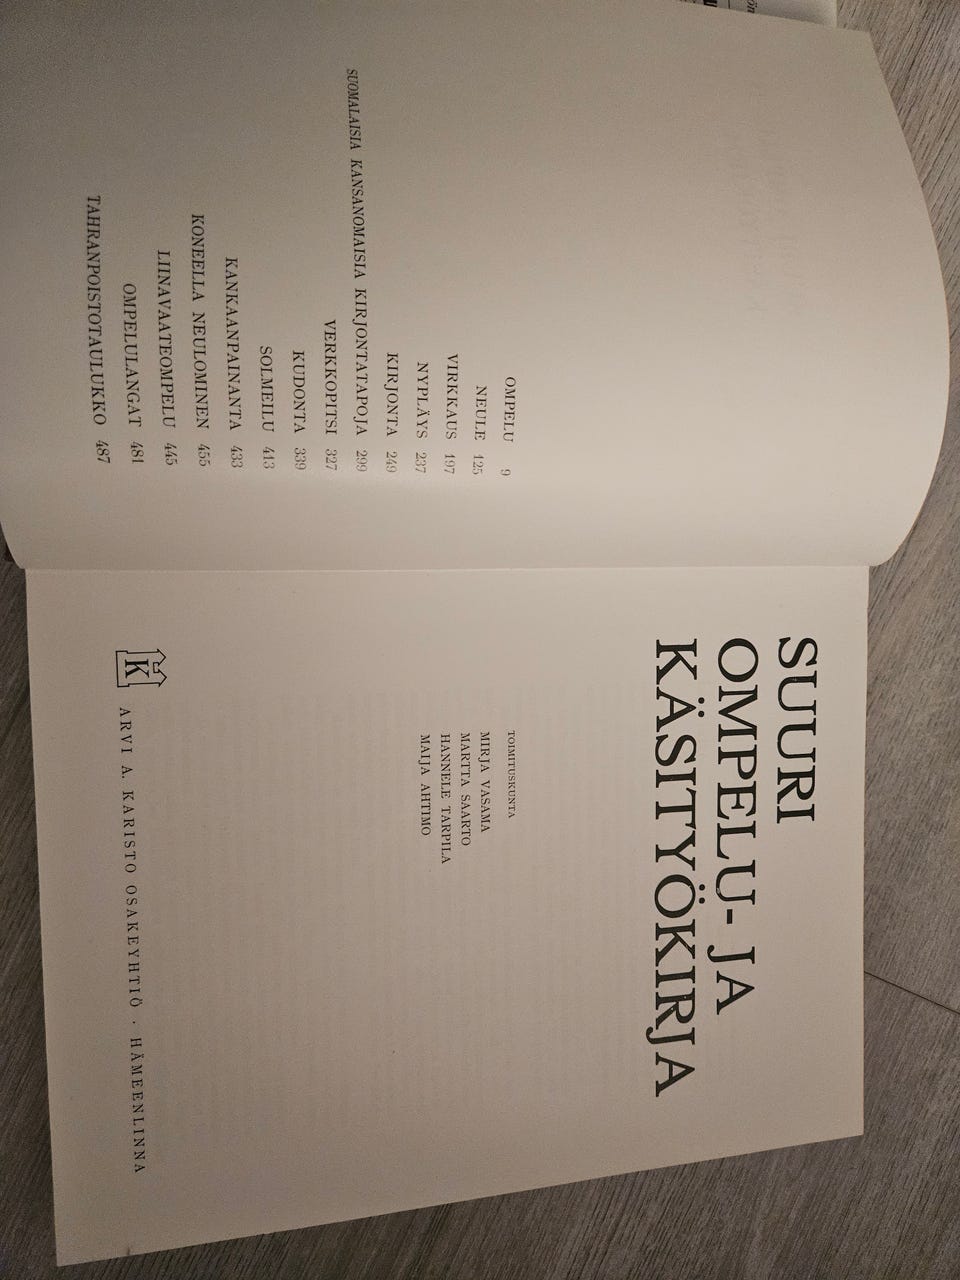 OMPELU 9
NEULE 125
VIRKKAUS 197
NYPLÄYS 237
KIRJONTA 249
SUOMALAISIA KANSANOMAISIA KIRJONTATAPOJA 299
VERKKOPITSI 327
KUDONTA 339
SOLMEILU 413
KANKAANPAINANTA 433
KONEELLA NEULOMINEN 455
LIINAVAATEOMPELU 445
OMPELULANGAT 481
TAHRANPOISTOTAULUKKO 487
SUURI
OMPELU- JA
KÄSITYÖKIRJA
TOIMITUSKUNTA
MIRJA VASAMA
MARTTA SAARTO
HANNELE TARPILA
MAIJA AHTIMO
K
ARVI A. KARISTO OSAKEYHTIÖ · HÄMEENLINNA